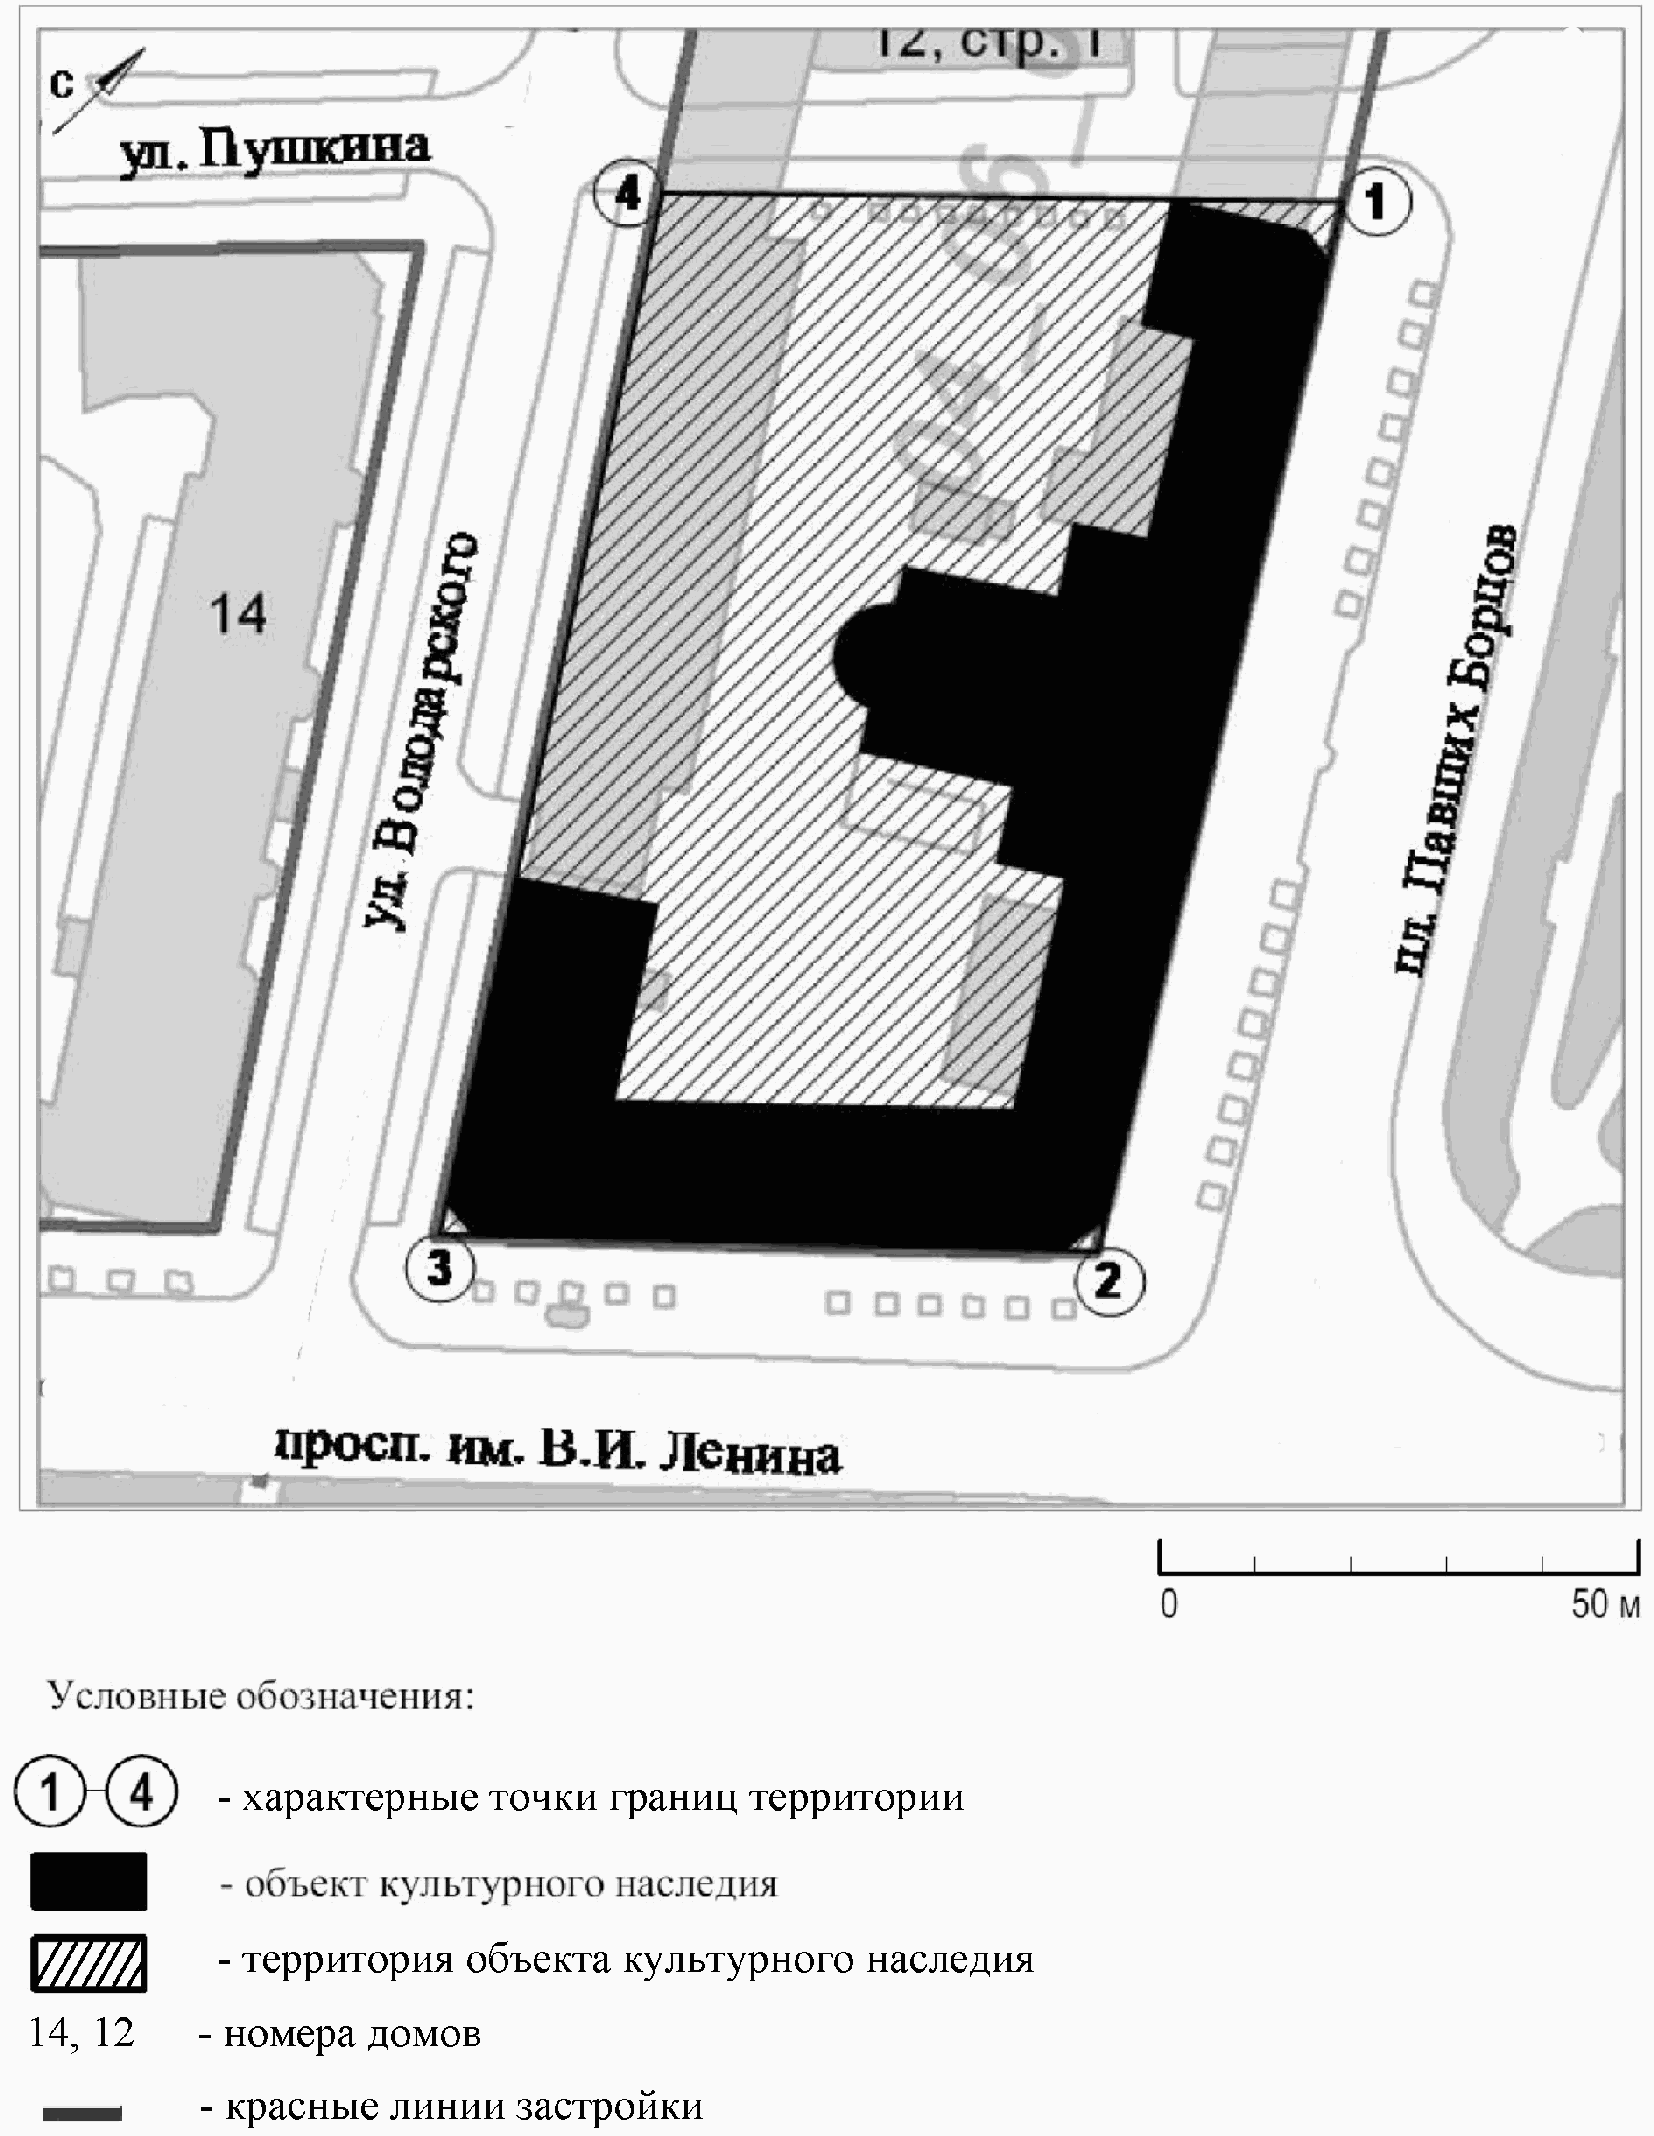 12, стр. 1
с
ул. Пушкина
4
1
04_06_
14
ул. Володарского
пл. Павших Борцов
3
2
просп. им. В.И. Ленина
0 50 м
Условные обозначения:
1-4 - характерные точки границ территории
- объект культурного наследия
- территория объекта культурного наследия
14, 12 - номера домов
- красные линии застройки